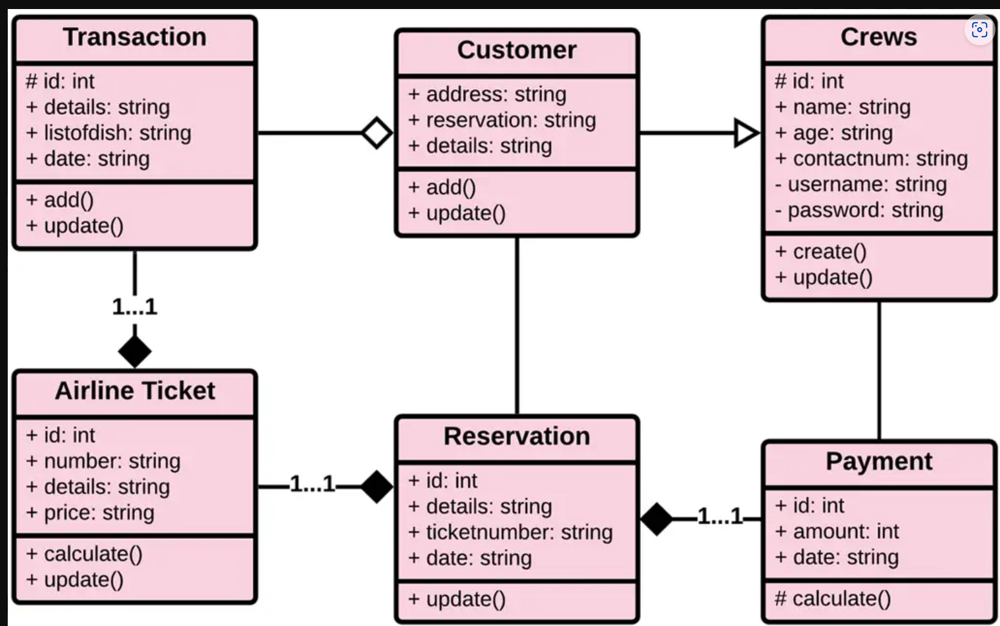 Transaction
# id: int
+ details: string
+ listofdish: string
+ date: string
+ add()
+ update()
Customer
+ address: string
+ reservation: string
+ details: string
+ add()
+ update()
Crews
# id: int
+ name: string
+ age: string
+ contactnum: string
- username: string
- password: string
+ create()
+ update()
1...1
Airline Ticket
+ id: int
+ number: string
+ details: string
+ price: string
+ calculate()
+ update()
1...1
Reservation
+ id: int
+ details: string
+ ticketnumber: string
+ date: string
+ update()
1...1
Payment
+ id: int
+ amount: int
+ date: string
# calculate()